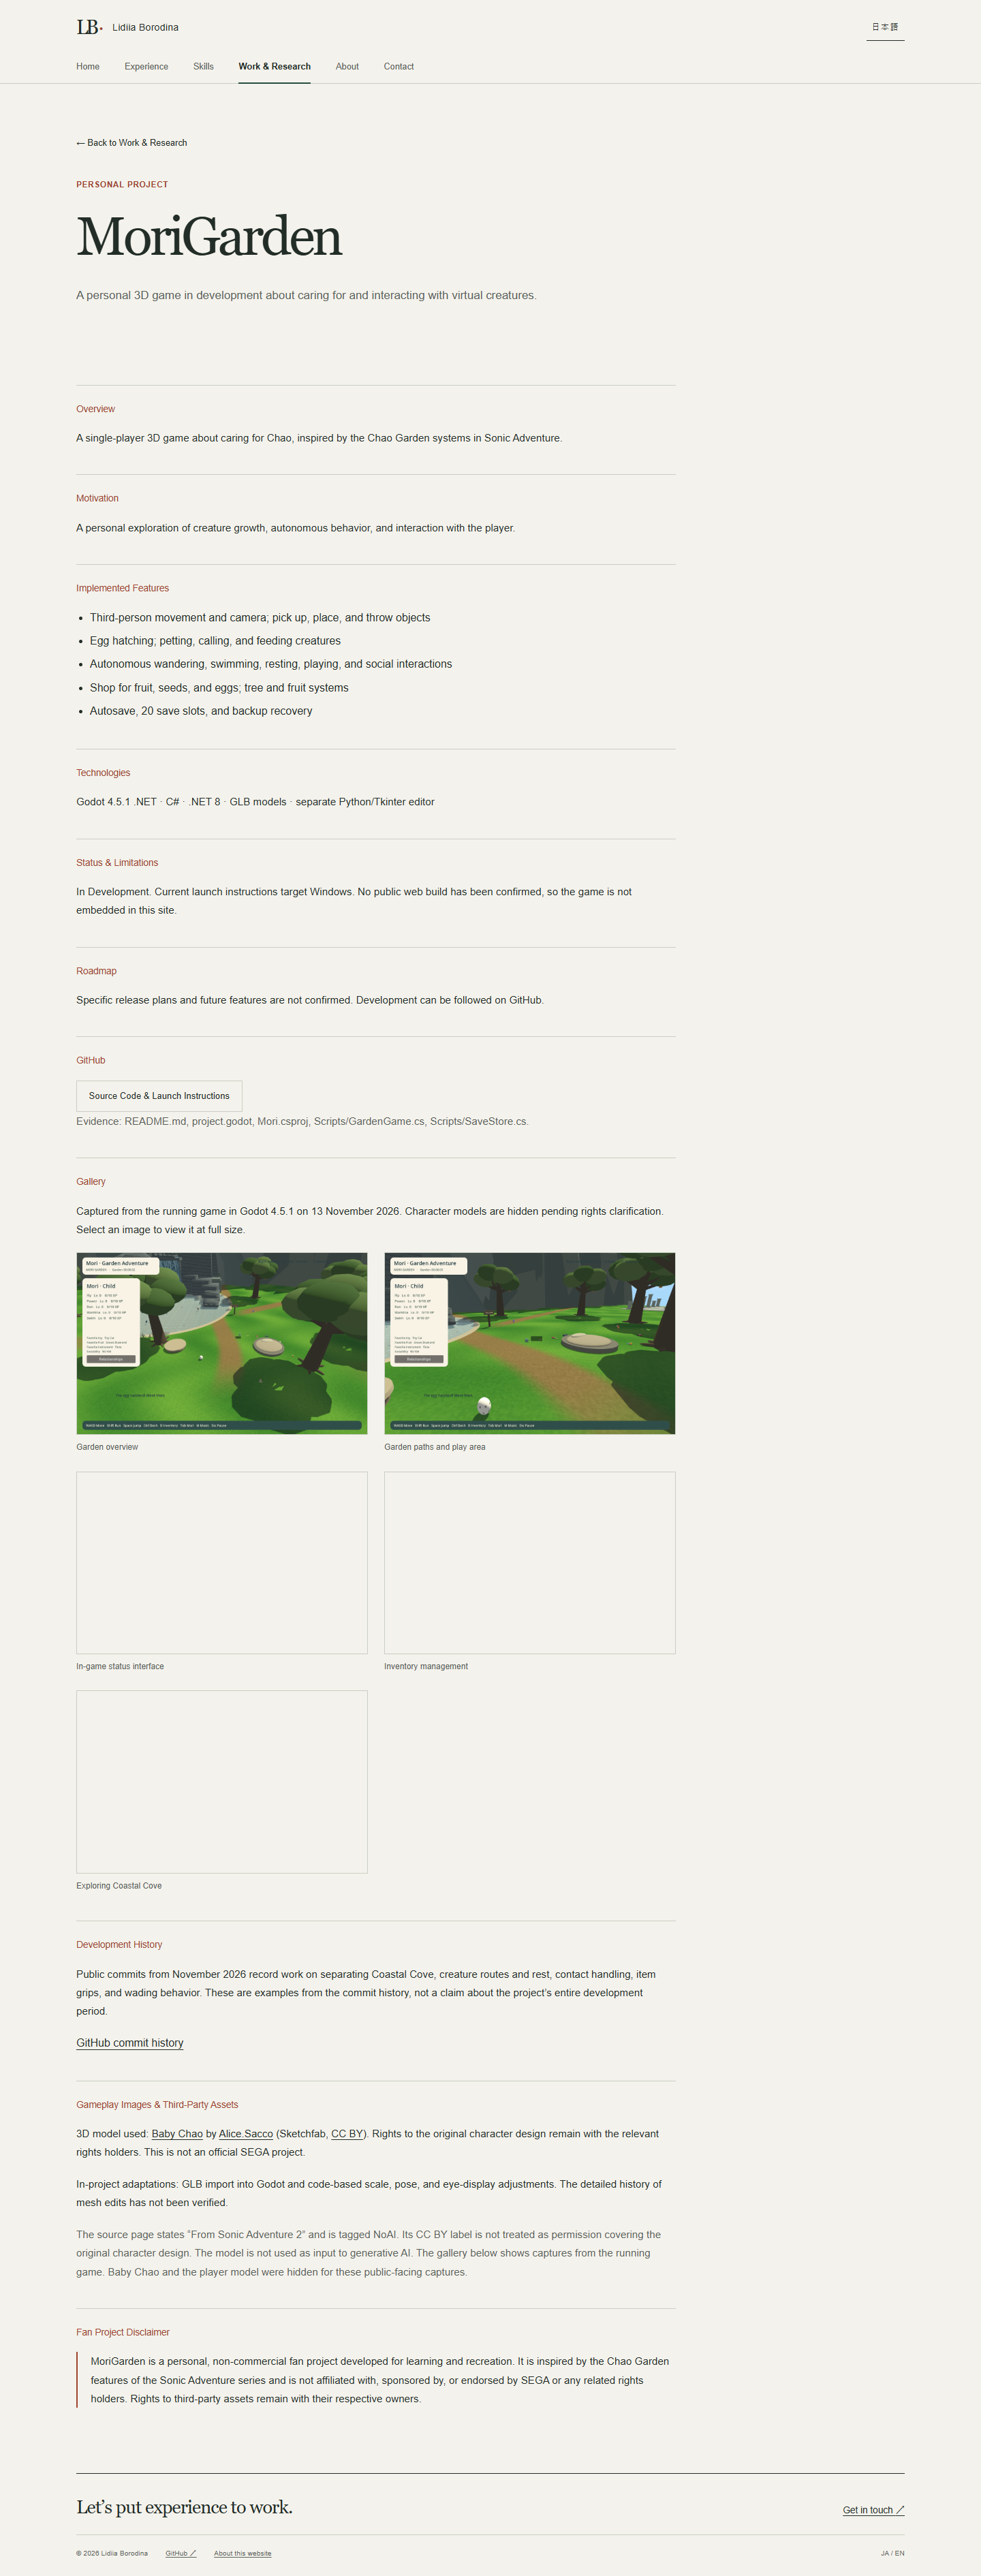 LB. Lidiia Borodina
日本語
Home Experience Skills Work & Research About Contact
← Back to Work & Research
PERSONAL PROJECT
MoriGarden
A personal 3D game in development about caring for and interacting with virtual creatures.
Overview
A single-player 3D game about caring for Chao, inspired by the Chao Garden systems in Sonic Adventure.
Motivation
A personal exploration of creature growth, autonomous behavior, and interaction with the player.
Implemented Features
• Third-person movement and camera; pick up, place, and throw objects
• Egg hatching; petting, calling, and feeding creatures
• Autonomous wandering, swimming, resting, playing, and social interactions
• Shop for fruit, seeds, and eggs; tree and fruit systems
• Autosave, 20 save slots, and backup recovery
Technologies
Godot 4.5.1 .NET · C# · .NET 8 · GLB models · separate Python/Tkinter editor
Status & Limitations
In Development. Current launch instructions target Windows. No public web build has been confirmed, so the game is not
embedded in this site.
Roadmap
Specific release plans and future features are not confirmed. Development can be followed on GitHub.
GitHub
Source Code & Launch Instructions
Evidence: README.md, project.godot, Mori.csproj, Scripts/GardenGame.cs, Scripts/SaveStore.cs.
Gallery
Captured from the running game in Godot 4.5.1 on 13 November 2026. Character models are hidden pending rights clarification.
Select an image to view it at full size.
Mori · Garden Adventure
Mori · Child
Relationships
Mori · Garden Adventure
Mori · Child
Relationships
Garden overview
Garden paths and play area
In-game status interface
Inventory management
Exploring Coastal Cove
Development History
Public commits from November 2026 record work on separating Coastal Cove, creature routes and rest, contact handling, item
grips, and wading behavior. These are examples from the commit history, not a claim about the project's entire development
period.
GitHub commit history
Gameplay Images & Third-Party Assets
3D model used: Baby Chao by Alice.Sacco (Sketchfab, CC BY). Rights to the original character design remain with the relevant
rights holders. This is not an official SEGA project.
In-project adaptations: GLB import into Godot and code-based scale, pose, and eye-display adjustments. The detailed history of
mesh edits has not been verified.
The source page states “From Sonic Adventure 2” and is tagged NoAI. Its CC BY label is not treated as permission covering the
original character design. The model is not used as input to generative AI. The gallery below shows captures from the running
game. Baby Chao and the player model were hidden for these public-facing captures.
Fan Project Disclaimer
MoriGarden is a personal, non-commercial fan project developed for learning and recreation. It is inspired by the Chao Garden
features of the Sonic Adventure series and is not affiliated with, sponsored by, or endorsed by SEGA or any related rights
holders. Rights to third-party assets remain with their respective owners.
Let’s put experience to work.
Get in touch ↗
© 2026 Lidiia Borodina GitHub ↗ About this website
JA / EN